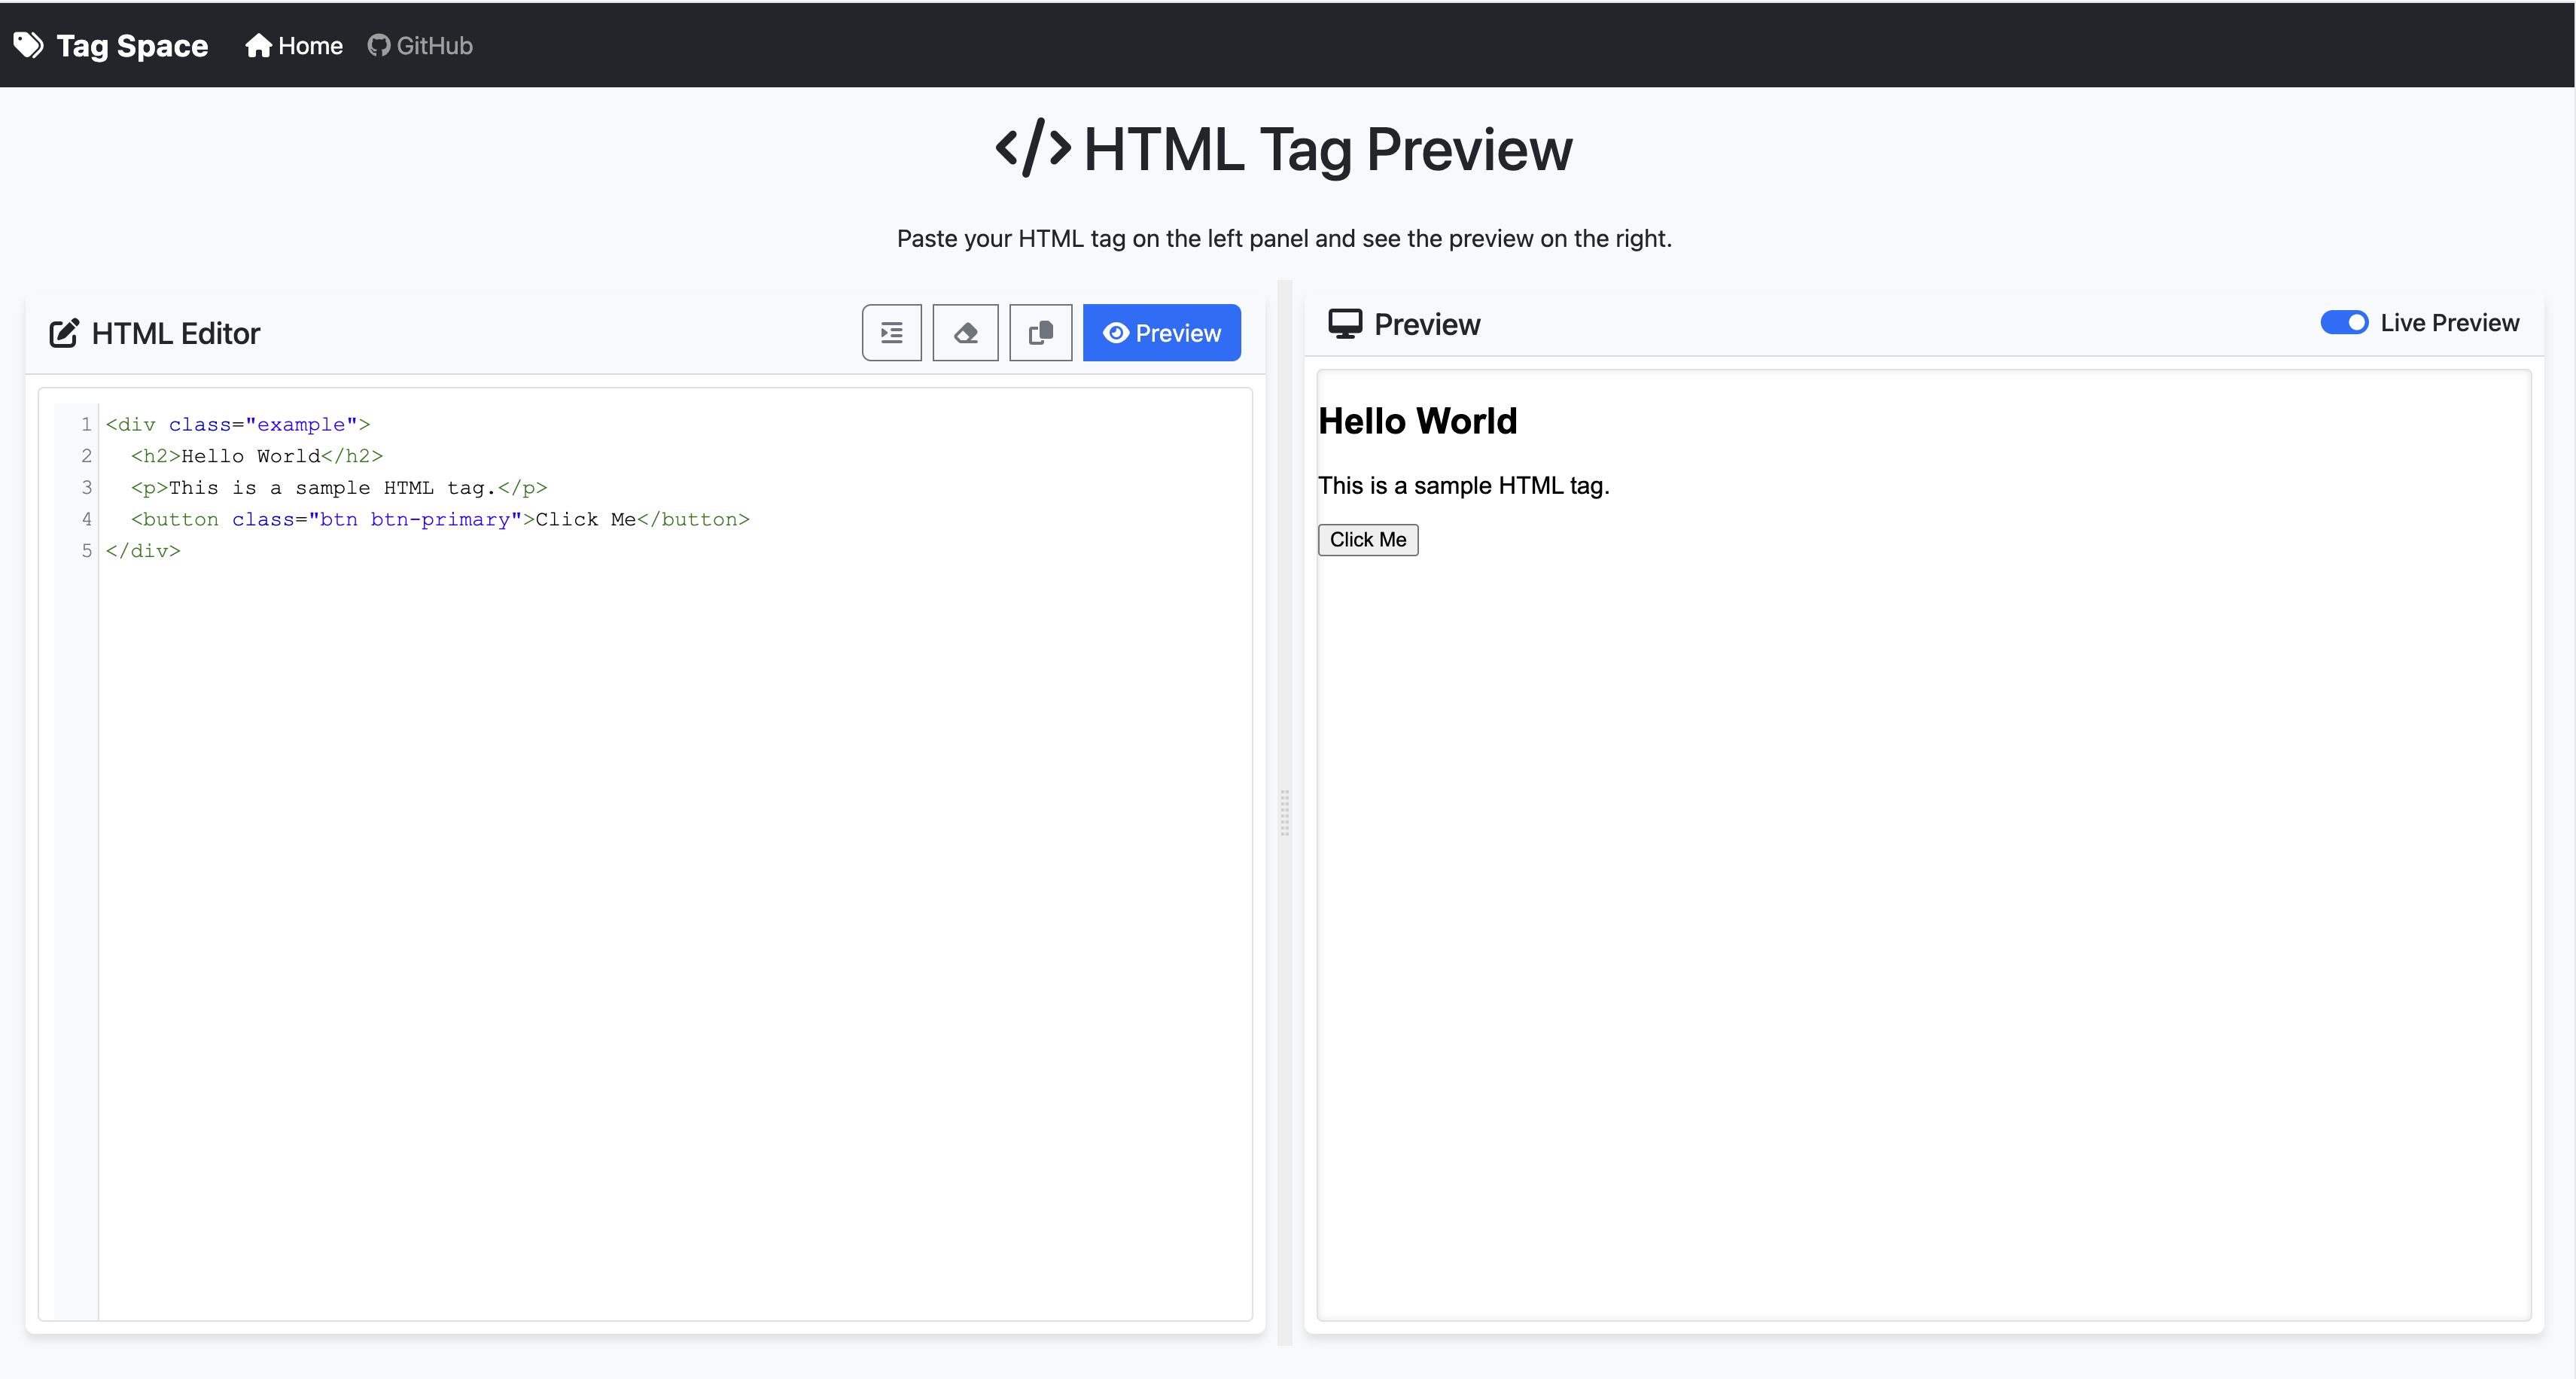 Tag Space Home GitHub
</> HTML Tag Preview
Paste your HTML tag on the left panel and see the preview on the right.
HTML Editor Preview
1 <div class="example">
2   <h2>Hello World</h2>
3   <p>This is a sample HTML tag.</p>
4   <button class="btn btn-primary">Click Me</button>
5 </div>
Preview Live Preview
Hello World
This is a sample HTML tag.
Click Me